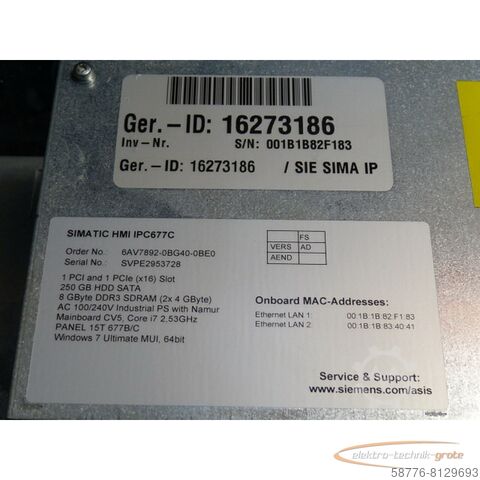 Ger.-ID: 16273186
Inv-Nr. S/N: 001B1B82F183
Ger.-ID: 16273186 / SIE SIMA IP
SIMATIC HMI IPC677C
Order No.: 6AV7892-0BG40-0BE0
Serial No.: SVPE2953728
FS
VERS AD
AEND
1 PCI and 1 PCIe (x16) Slot
250 GB HDD SATA
8 GByte DDR3 SDRAM (2x 4 GByte)
AC 100/240V Industrial PS with Namur
Mainboard CV5, Core i7 2.53GHz
PANEL 15T 677B/C
Windows 7 Ultimate MUI, 64bit
Onboard MAC-Addresses:
Ethernet LAN 1: 00:1B:1B:82:F1:83
Ethernet LAN 2: 00:1B:1B:83:40:41
Service & Support:
www.siemens.com/asis
elektro-technik-grote
58776-8129693